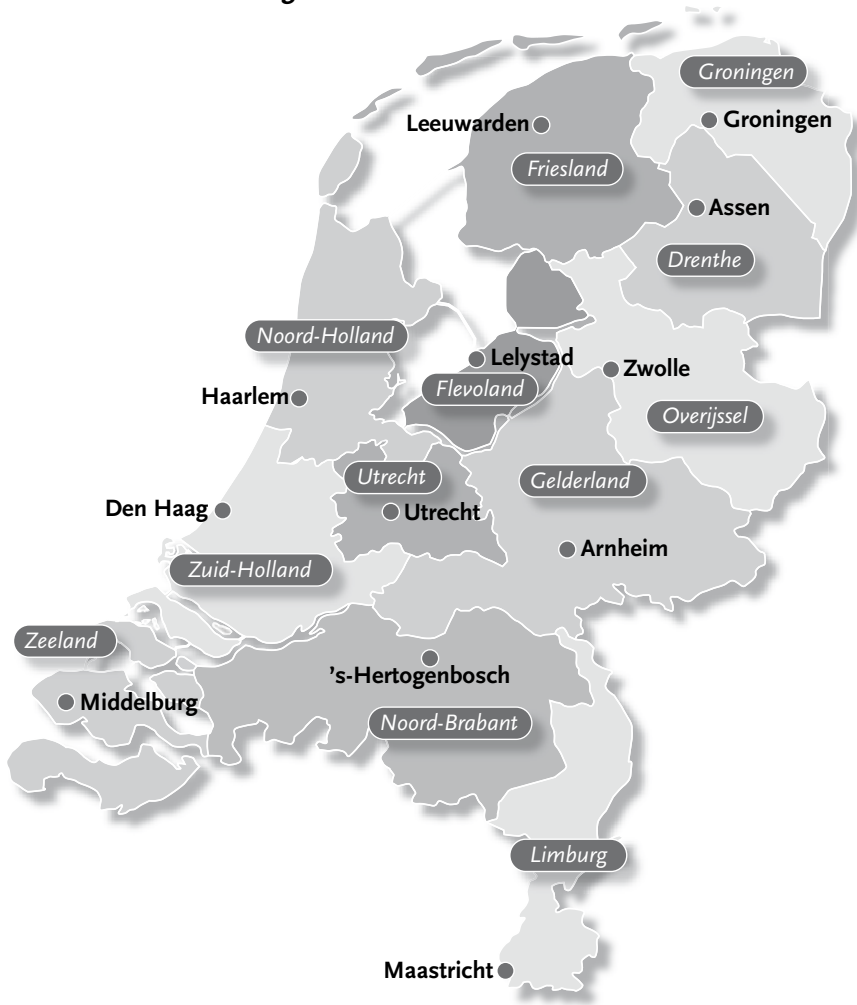 Groningen
Leeuwarden
Groningen
Friesland
Assen
Drenthe
Noord-Holland
Lelystad
Zwolle
Flevoland
Haarlem
Overijssel
Utrecht
Gelderland
Den Haag
Utrecht
Arnheim
Zuid-Holland
Zeeland
's-Hertogenbosch
Middelburg
Noord-Brabant
Limburg
Maastricht